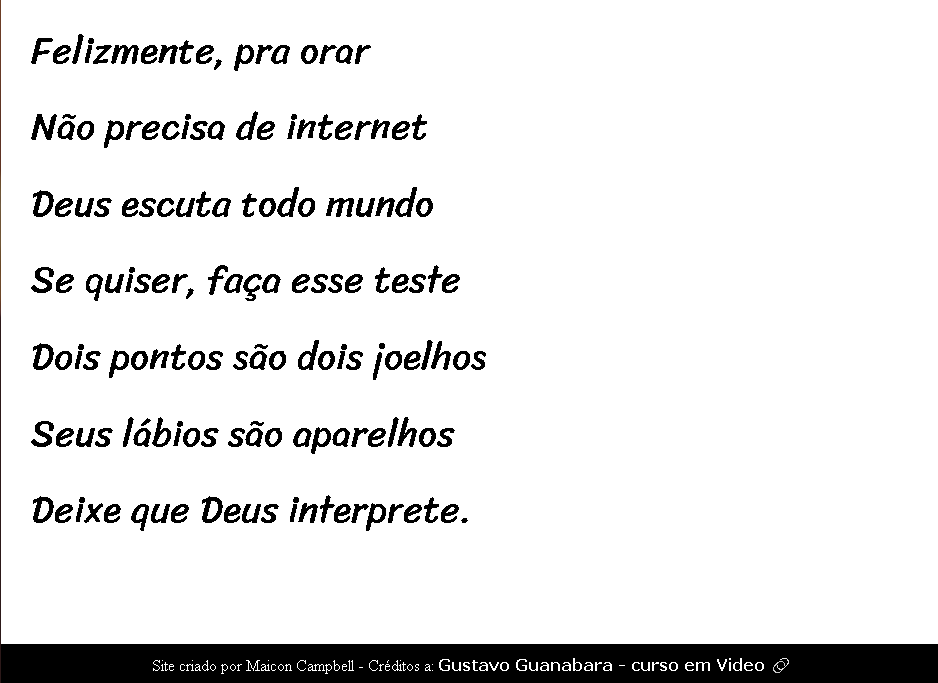 Felizmente, pra orar
Não precisa de internet
Deus escuta todo mundo
Se quiser, faça esse teste
Dois pontos são dois joelhos
Seus lábios são aparelhos
Deixe que Deus interprete.
Site criado por Maicon Campbell - Créditos a: Gustavo Guanabara - curso em Video